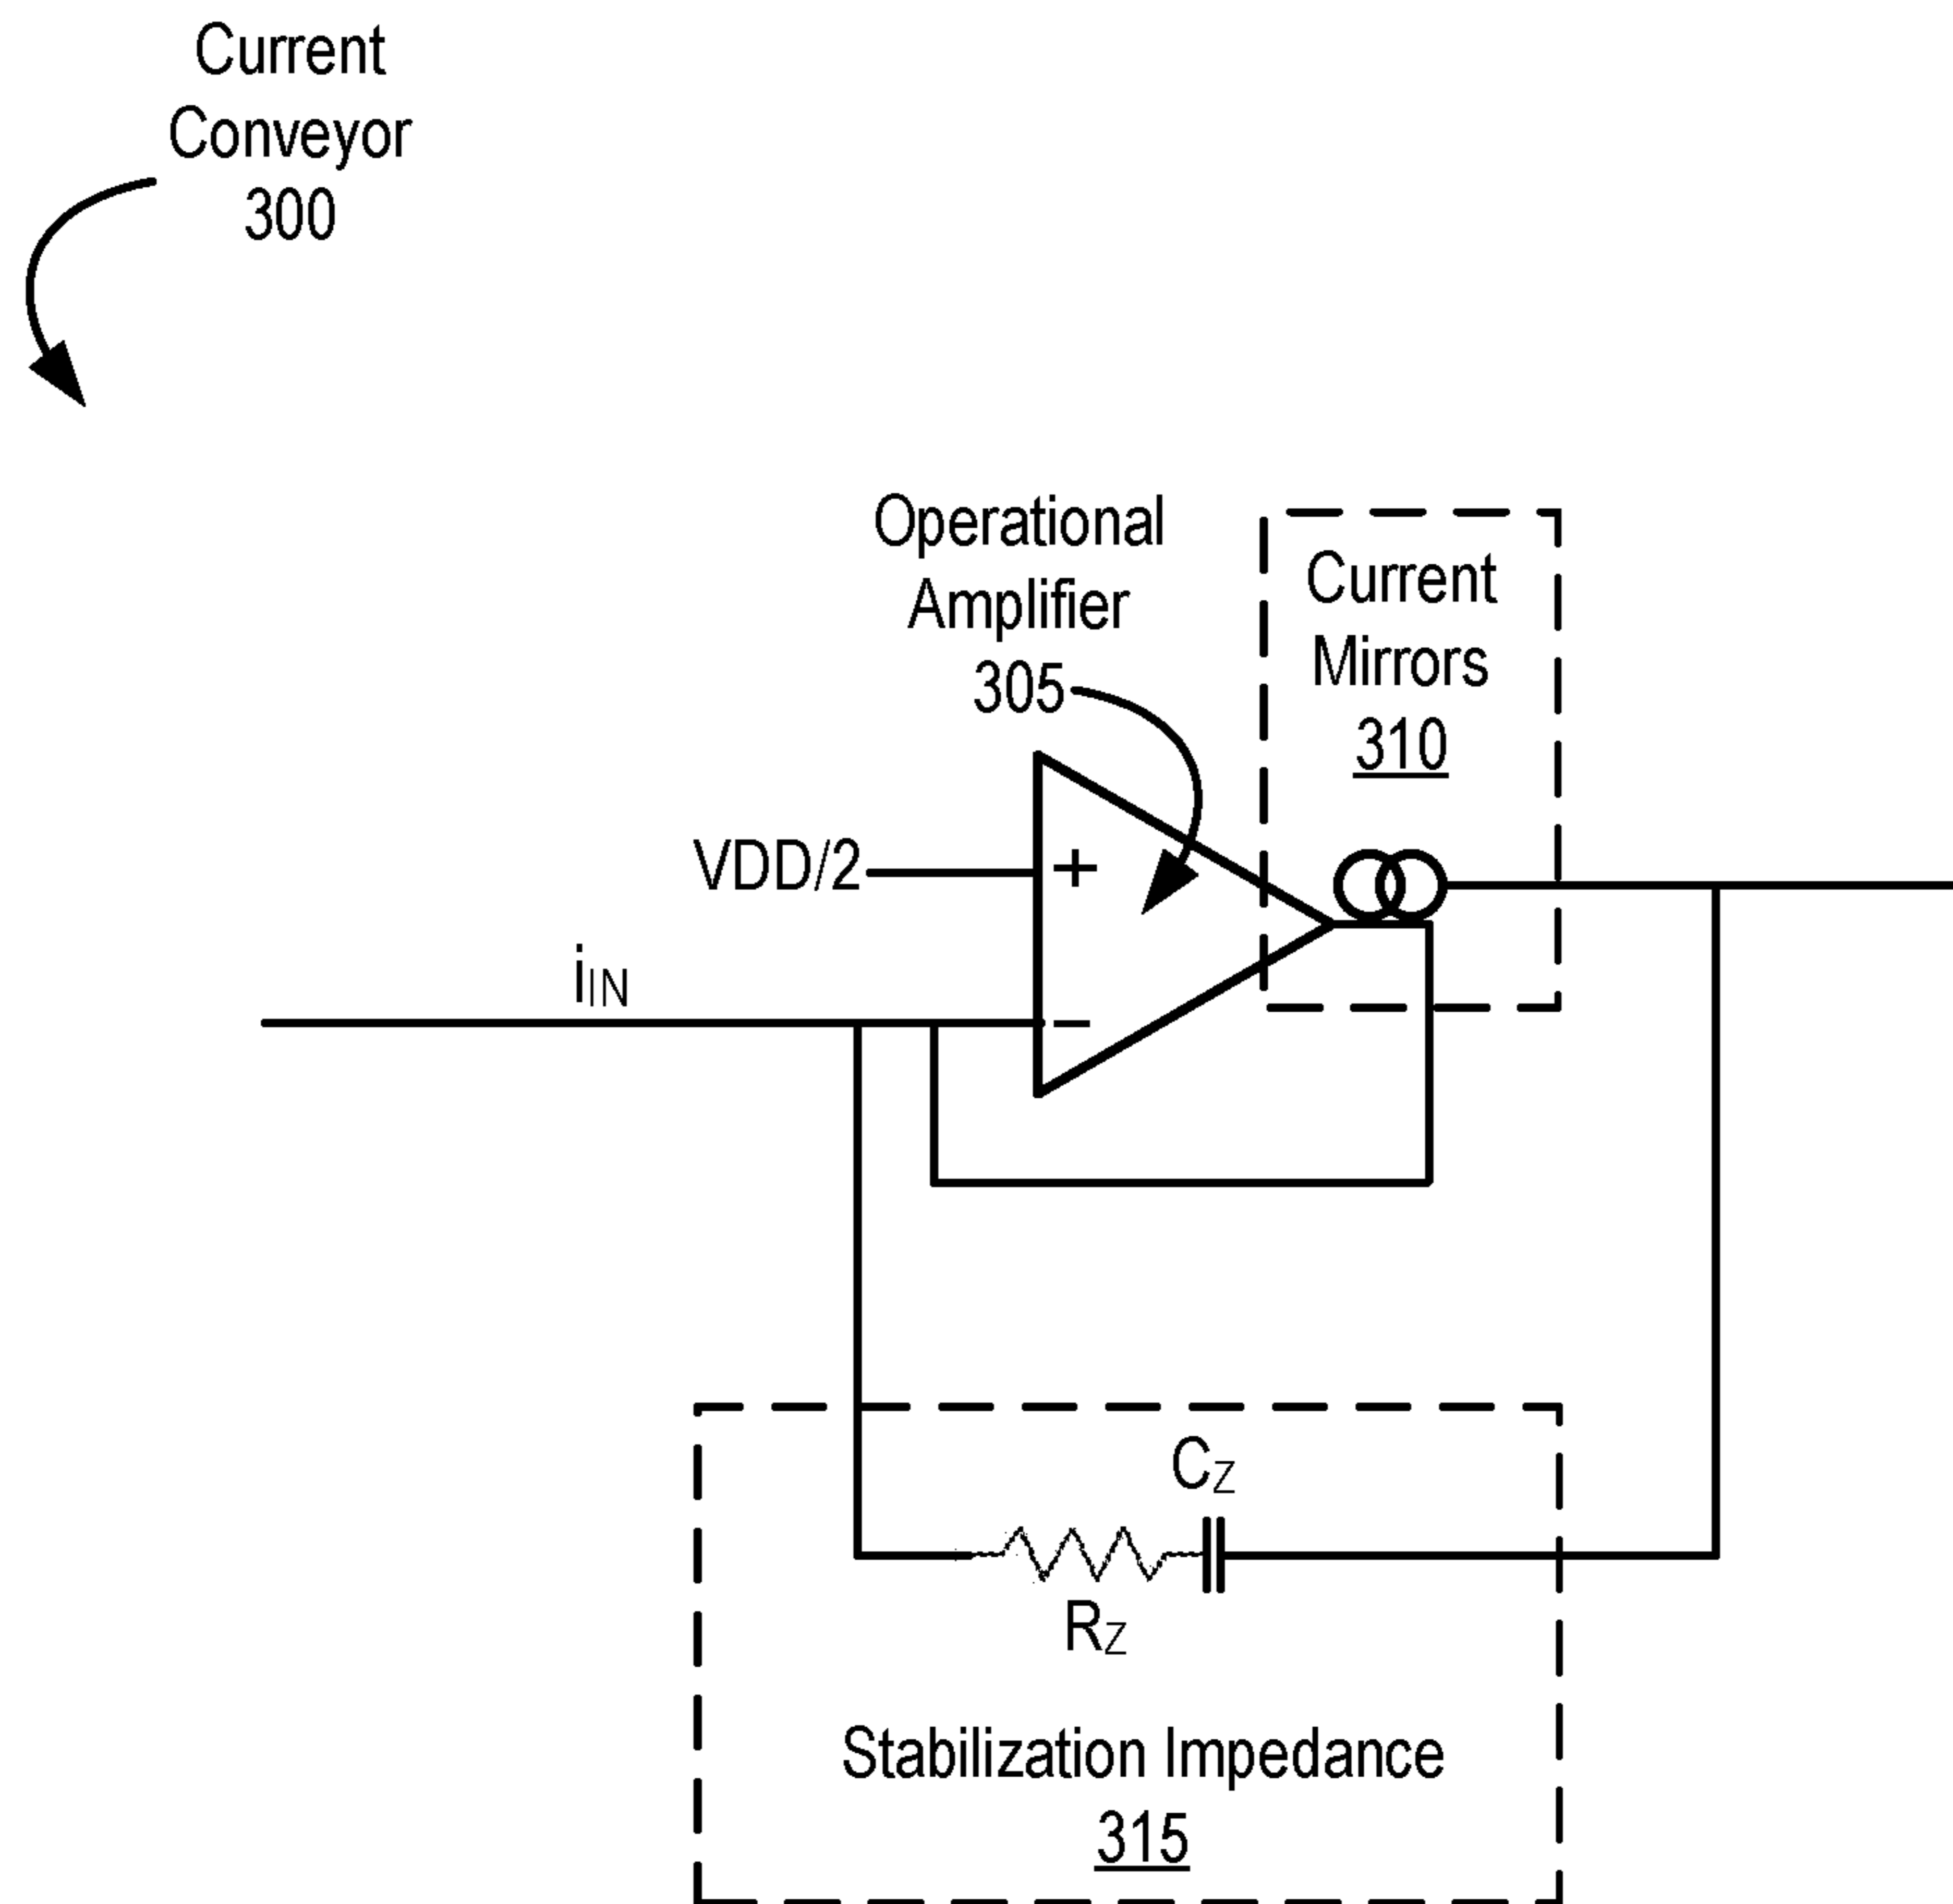 Current
Conveyor
300
Operational
Amplifier
305
Current
Mirrors
310
VDD/2
+
iIN
−
CZ
RZ
Stabilization Impedance
315